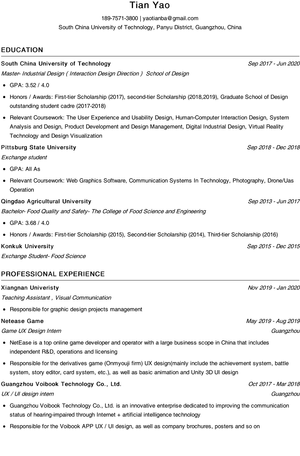 Tian Yao
189-7571-3800 | yaotianba@gmail.com
South China University of Technology, Panyu District, Guangzhou, China
EDUCATION
South China University of Technology Sep 2017 - Jun 2020
Master- Industrial Design ( Interaction Design Direction ) School of Design
• GPA: 3.52 / 4.0
• Honors / Awards: First-tier Scholarship (2017), second-tier Scholarship (2018,2019), Graduate School of Design
outstanding student cadre (2017-2018)
• Relevant Coursework: The User Experience and Usability Design, Human-Computer Interaction Design, System
Analysis and Design, Product Development and Design Management, Digital Industrial Design, Virtual Reality
Technology and Design Visualization
Pittsburg State University Sep 2018 - Dec 2018
Exchange student
• GPA: All As
• Relevant Coursework: Web Graphics Software, Communication Systems In Technology, Photography, Drone/Uas
Operation
Qingdao Agricultural University Sep 2013 - Jun 2017
Bachelor- Food Quality and Safety- The College of Food Science and Engineering
• GPA: 3.68 / 4.0
• Honors / Awards: First-tier Scholarship (2015), Second-tier Scholarship (2014), Third-tier Scholarship (2016)
Konkuk University Sep 2015 - Dec 2015
Exchange Student- Food Science
PROFESSIONAL EXPERIENCE
Xiangnan Univeristy Nov 2019 - Jan 2020
Teaching Assistant , Visual Communication
• Responsible for graphic design projects management
Netease Game May 2019 - Aug 2019
Game UX Design Intern Guangzhou
• NetEase is a top online game developer and operator with a large business scope in China that includes
independent R&D, operations and licensing
• Responsible for the derivatives game (Onmyouji firm) UX design(mainly include the achievement system, battle
system, story editor, card system, etc.), as well as basic animation and Unity 3D UI design
Guangzhou Voibook Technology Co., Ltd. Oct 2017 - Mar 2018
UX / UI design intern Guangzhou
• Guangzhou Voibook Technology Co., Ltd. is an innovative enterprise dedicated to improving the communication
status of hearing-impaired through Internet + artificial intelligence technology
• Responsible for the Voibook APP UX / UI design, as well as company brochures, posters and so on